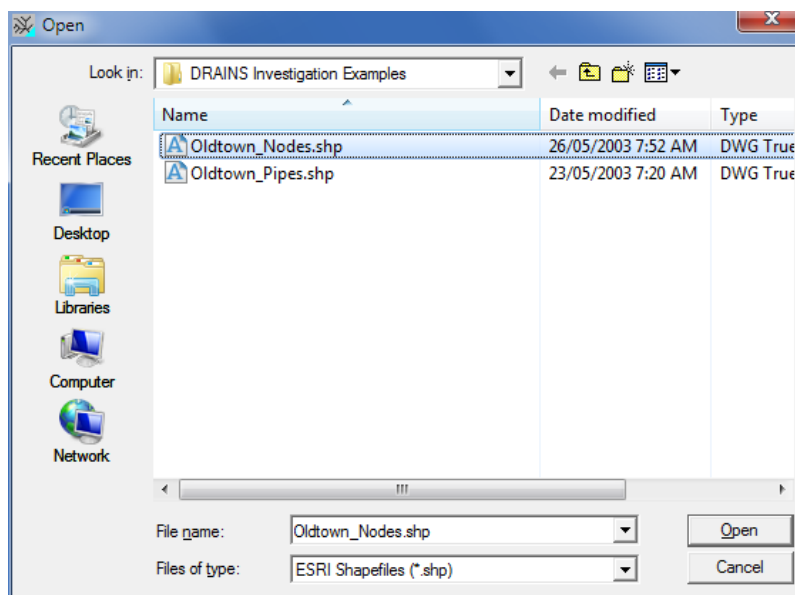 Open
Look in: DRAINS Investigation Examples
Name Date modified Type
Oldtown_Nodes.shp 26/05/2003 7:52 AM DWG True
Oldtown_Pipes.shp 23/05/2003 7:20 AM DWG True
Recent Places
Desktop
Libraries
Computer
Network
File name: Oldtown_Nodes.shp Open
Files of type: ESRI Shapefiles (*.shp) Cancel